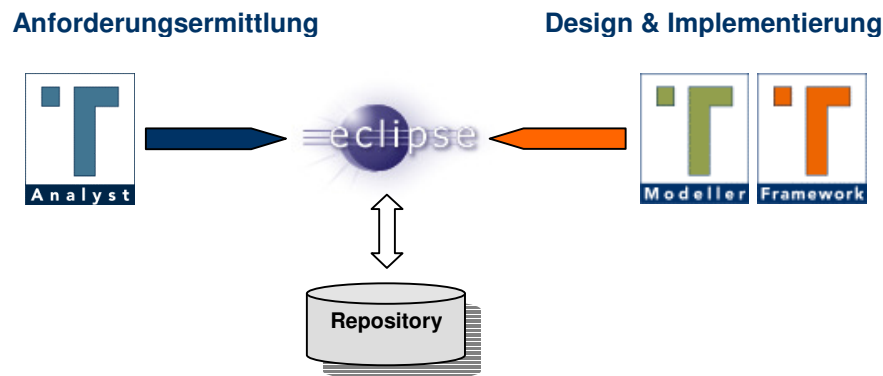 Anforderungsermittlung
Design & Implementierung
Analyst
eclipse
Modeller
Framework
Repository